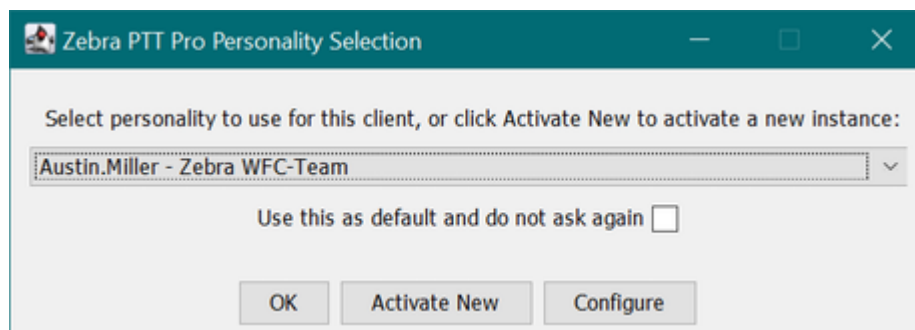 Zebra PTT Pro Personality Selection
Select personality to use for this client, or click Activate New to activate a new instance:
Austin.Miller - Zebra WFC-Team
Use this as default and do not ask again
OK Activate New Configure